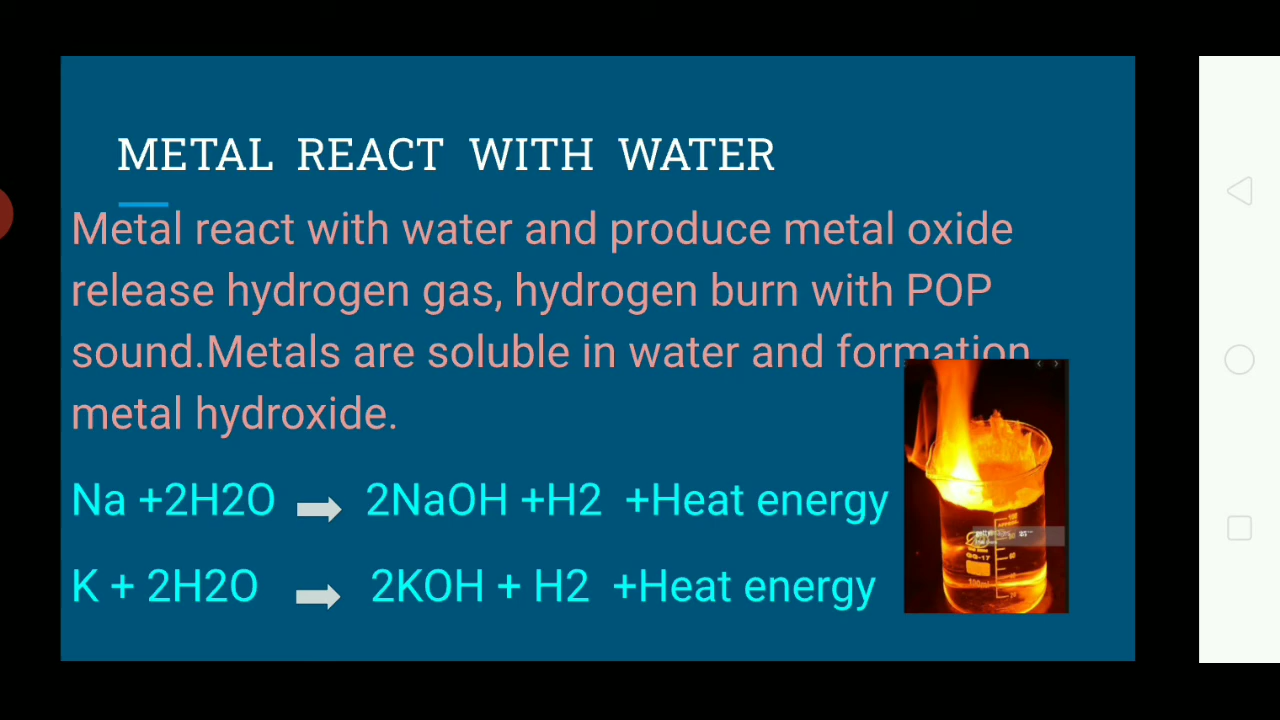 METAL REACT WITH WATER
Metal react with water and produce metal oxide
release hydrogen gas, hydrogen burn with POP
sound.Metals are soluble in water and formation
metal hydroxide.
Na +2H2O 2NaOH +H2 +Heat energy
K + 2H2O 2KOH + H2 +Heat energy